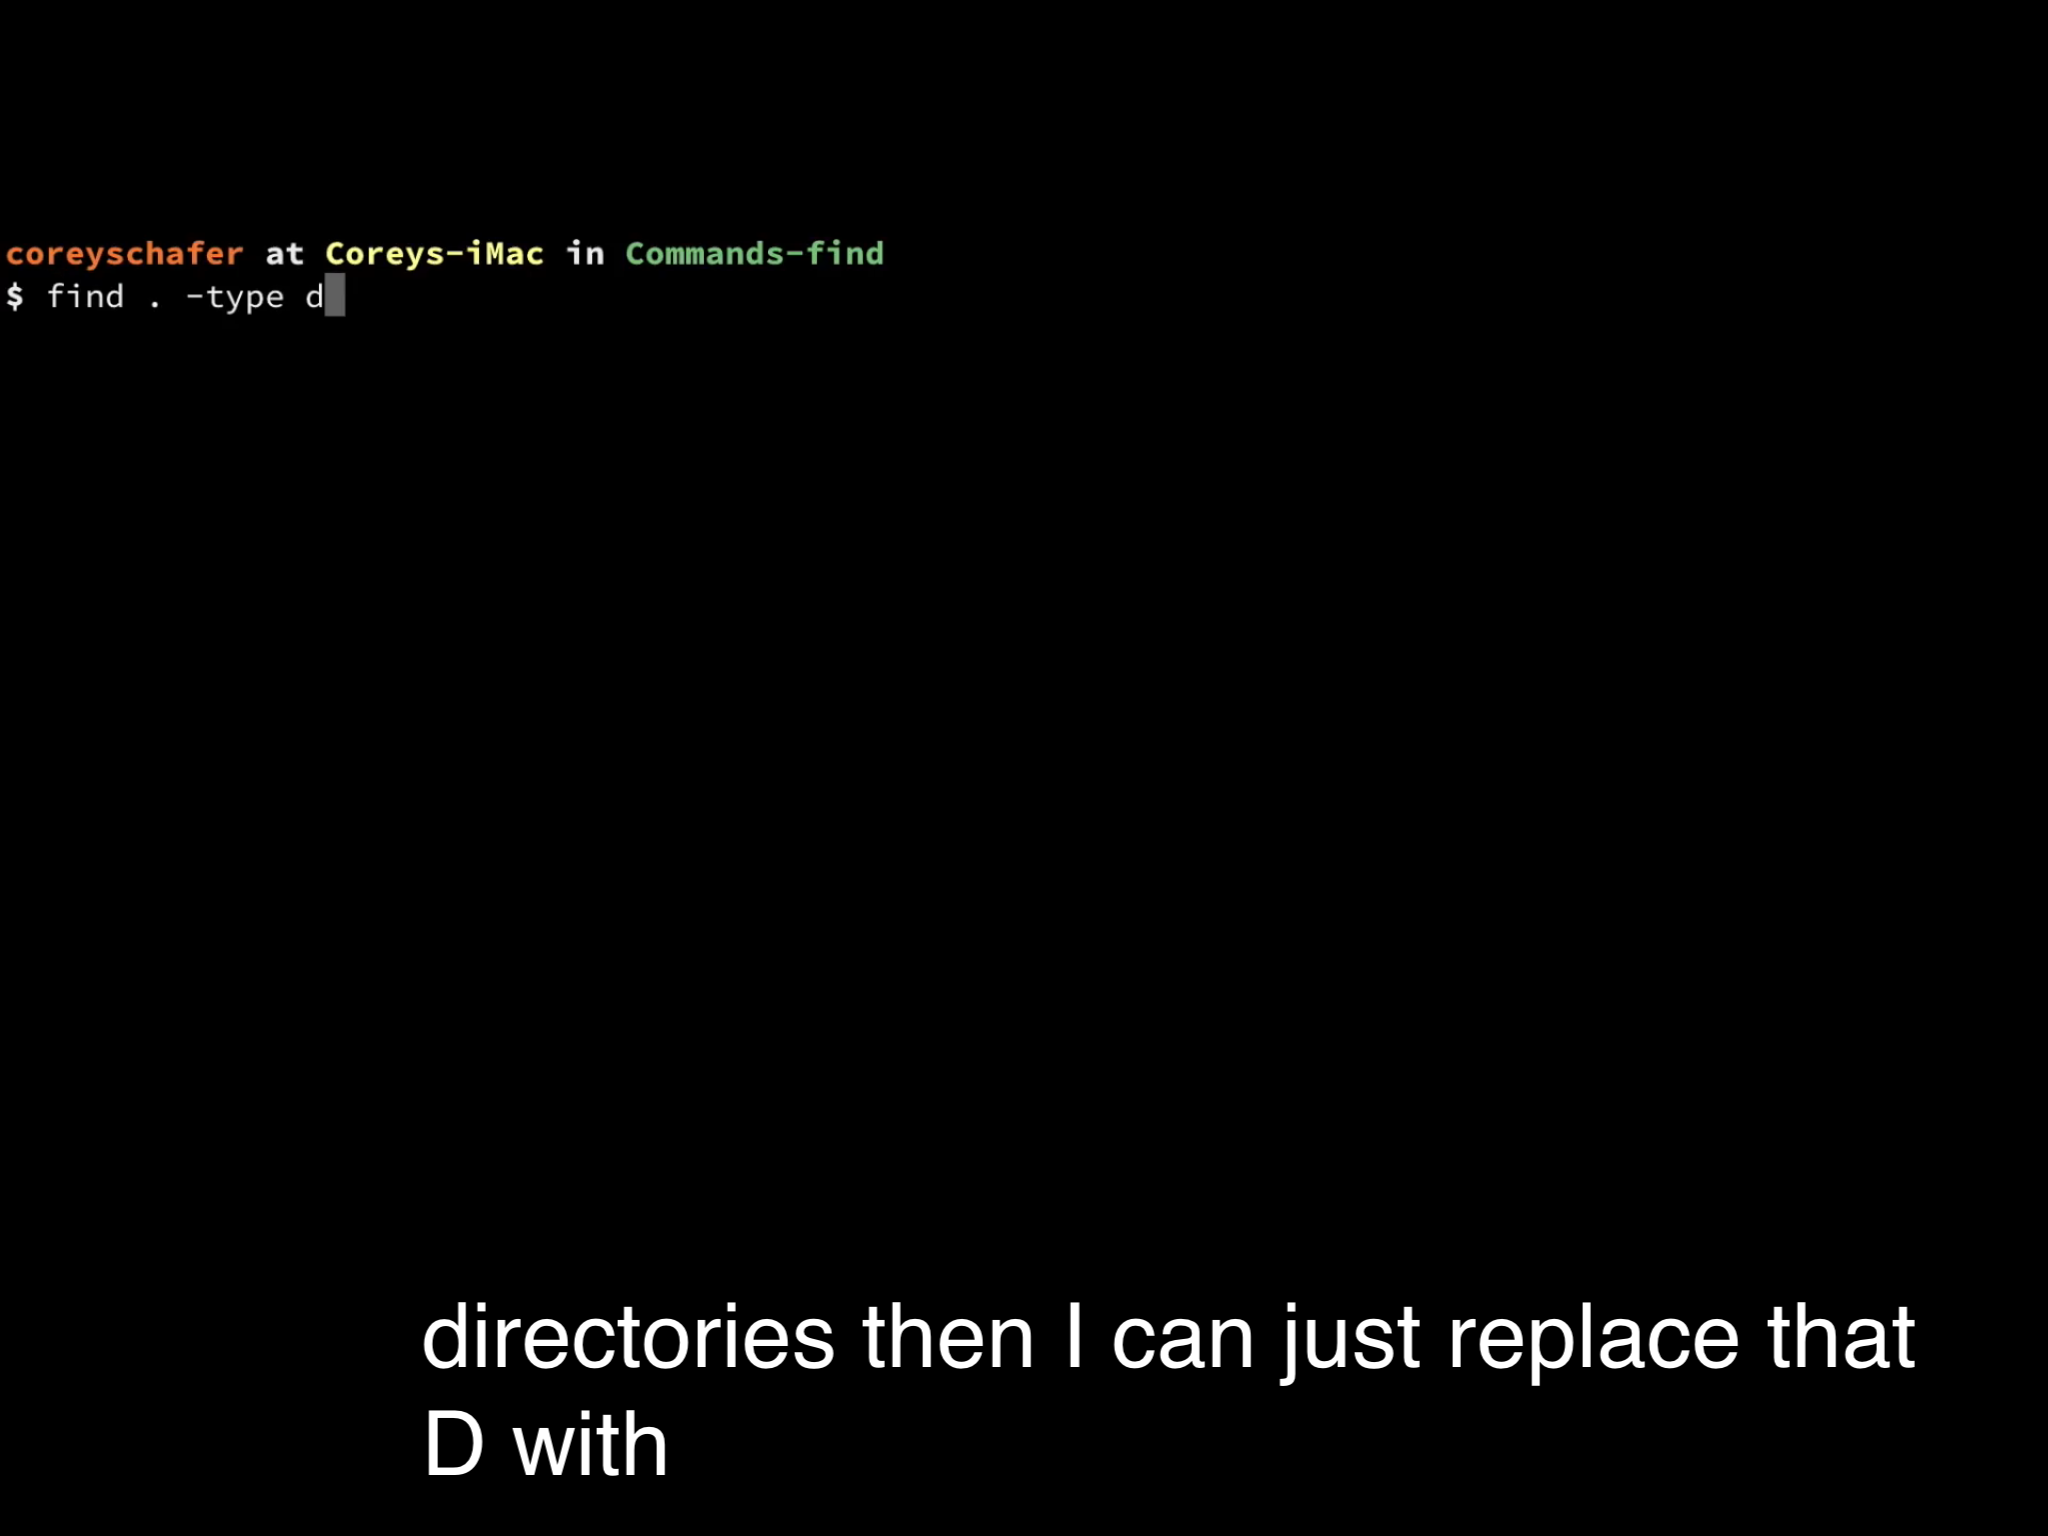 coreyschafer at Coreys-iMac in Commands-find
$ find . -type d
directories then I can just replace that
D with